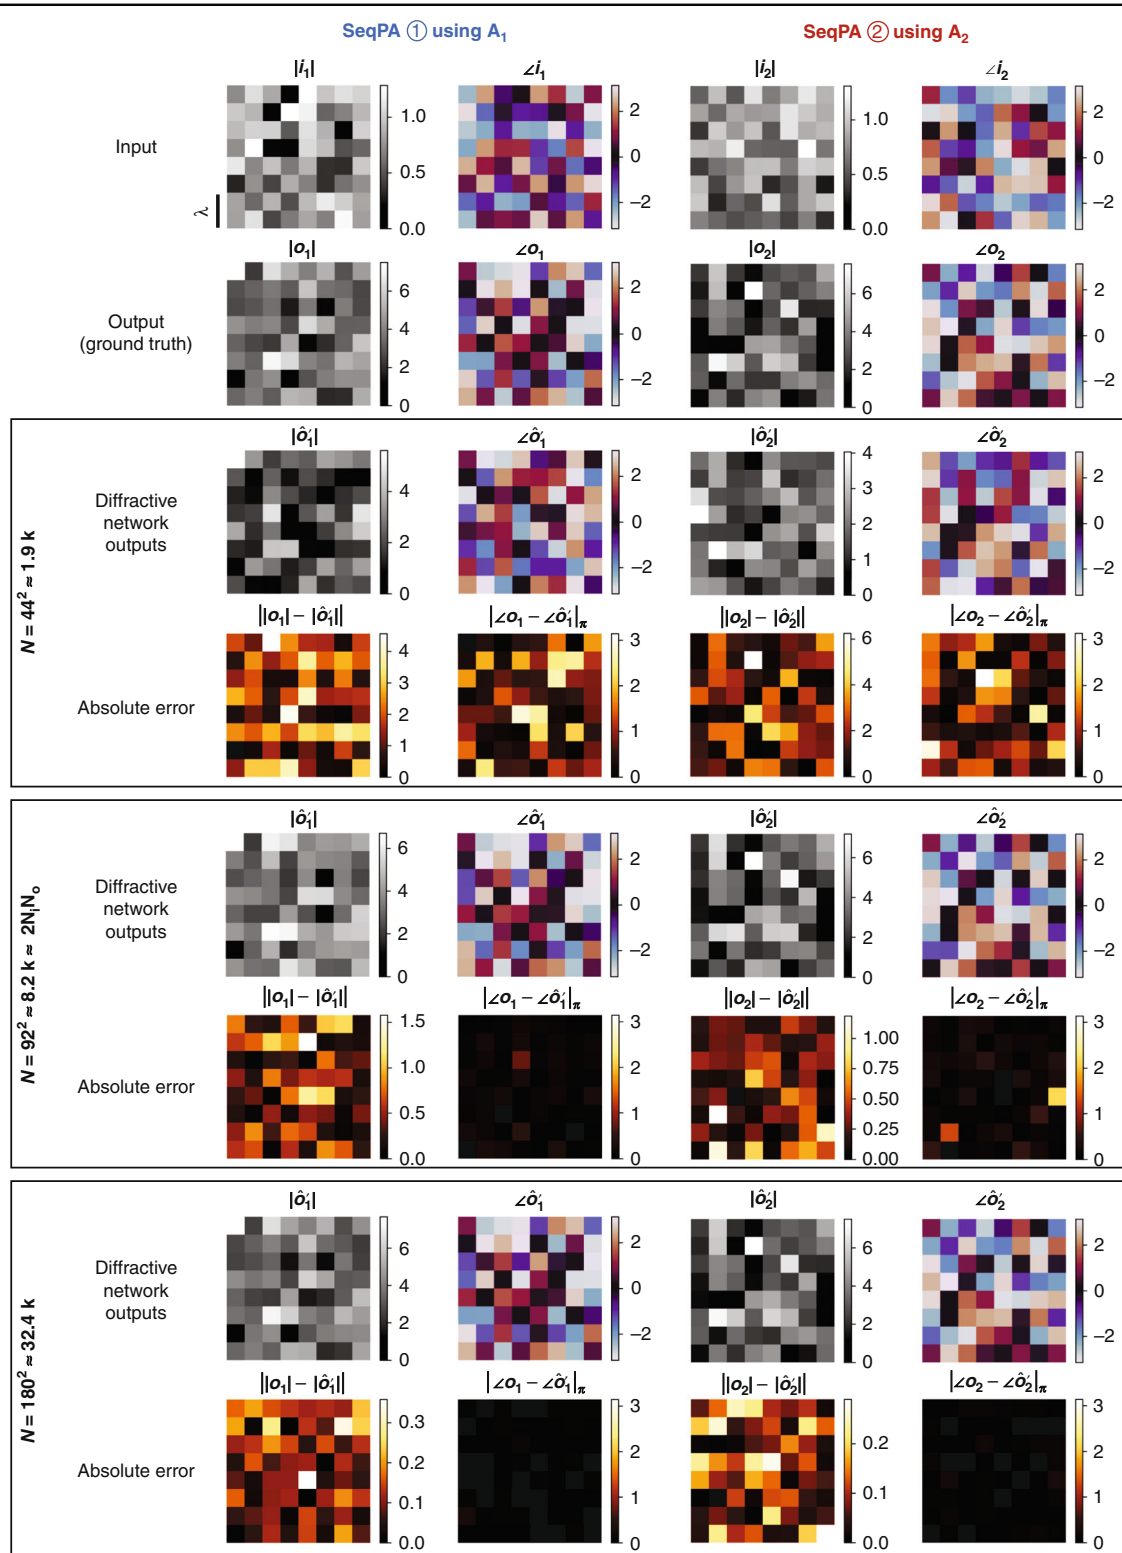 SeqPA ① using A₁ SeqPA ② using A₂
|i₁| ∠i₁ |i₂| ∠i₂
Input
λ
1.0 0.5 0.0
2 0 −2
1.0 0.5 0.0
2 0 −2
|o₁| ∠o₁ |o₂| ∠o₂
Output
(ground truth)
6 4 2 0
2 0 −2
6 4 2 0
2 0 −2
N = 44² ≈ 1.9 k
|ô′₁| ∠ô′₁ |ô′₂| ∠ô′₂
Diffractive
network
outputs
4 2 0
2 0 −2
4 3 2 1 0
2 0 −2
||o₁| − |ô′₁|| |∠o₁ − ∠ô′₁|π ||o₂| − |ô′₂|| |∠o₂ − ∠ô′₂|π
Absolute error
4 3 2 1 0
3 2 1 0
6 4 2 0
3 2 1 0
N = 92² ≈ 8.2 k ≈ 2NᵢNₒ
|ô′₁| ∠ô′₁ |ô′₂| ∠ô′₂
Diffractive
network
outputs
6 4 2 0
2 0 −2
6 4 2 0
2 0 −2
||o₁| − |ô′₁|| |∠o₁ − ∠ô′₁|π ||o₂| − |ô′₂|| |∠o₂ − ∠ô′₂|π
Absolute error
1.5 1.0 0.5 0.0
3 2 1 0
1.00 0.75 0.50 0.25 0.00
3 2 1 0
N = 180² ≈ 32.4 k
|ô′₁| ∠ô′₁ |ô′₂| ∠ô′₂
Diffractive
network
outputs
6 4 2 0
2 0 −2
6 4 2 0
2 0 −2
||o₁| − |ô′₁|| |∠o₁ − ∠ô′₁|π ||o₂| − |ô′₂|| |∠o₂ − ∠ô′₂|π
Absolute error
0.3 0.2 0.1 0.0
3 2 1 0
0.2 0.1 0.0
3 2 1 0